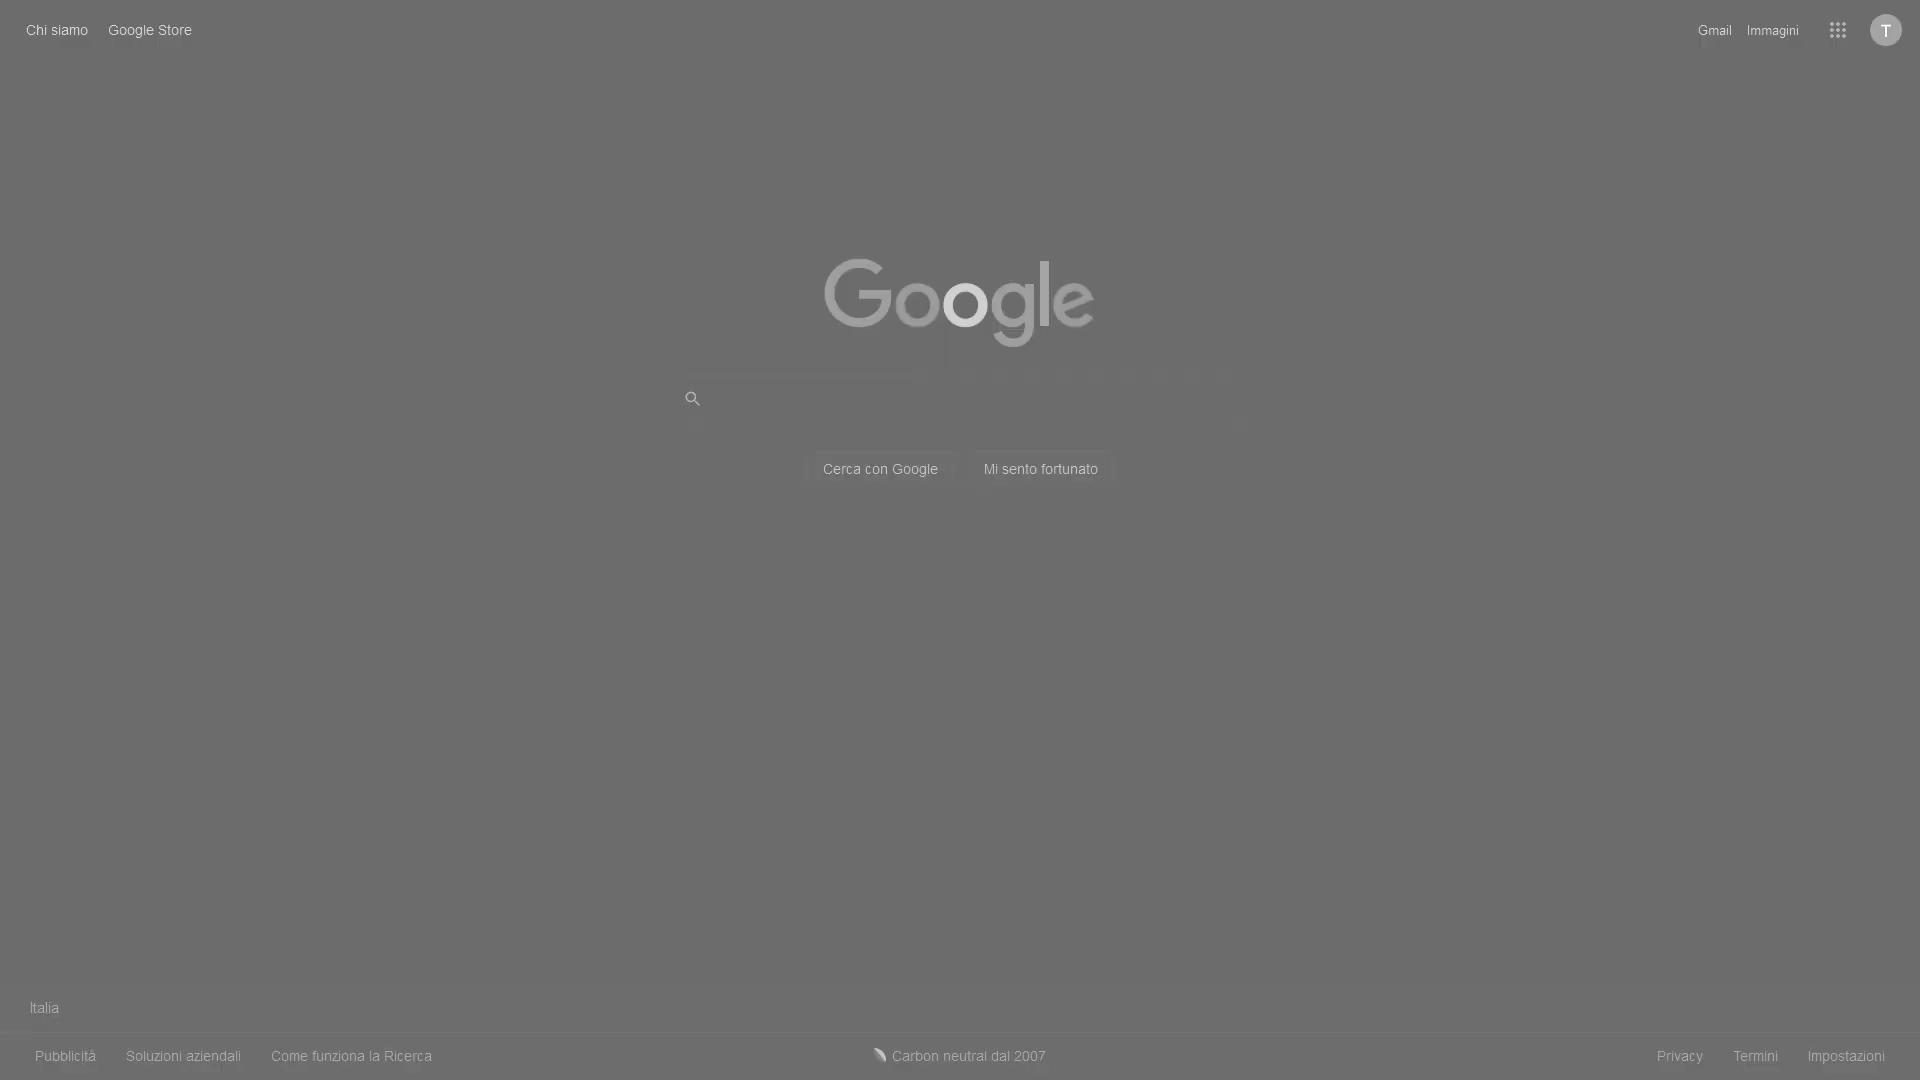 Chi siamo Google Store Gmail Immagini T
Google
Cerca con Google Mi sento fortunato
Italia
Pubblicità Soluzioni aziendali Come funziona la Ricerca Carbon neutral dal 2007 Privacy Termini Impostazioni